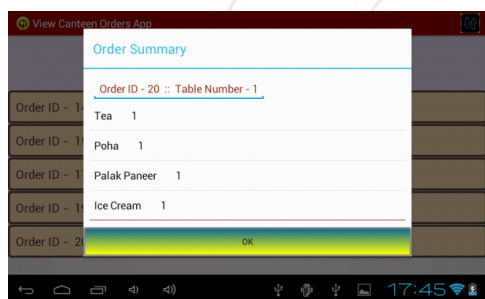 View Canteen Orders App
Order Summary
Order ID - 20 :: Table Number - 1
Tea 1
Poha 1
Palak Paneer 1
Ice Cream 1
OK
Order ID - 14
Order ID - 1
Order ID - 1
Order ID - 19
Order ID - 20
17:45